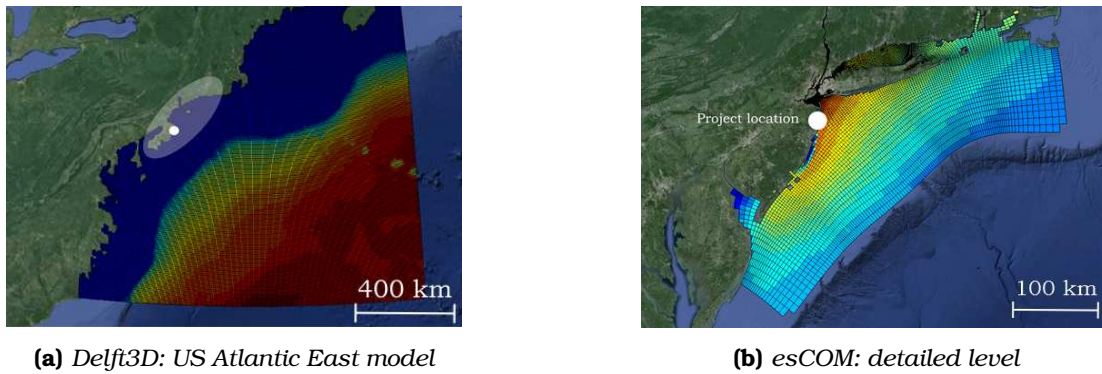 400 km
Project location
100 km
(a) Delft3D: US Atlantic East model
(b) esCOM: detailed level